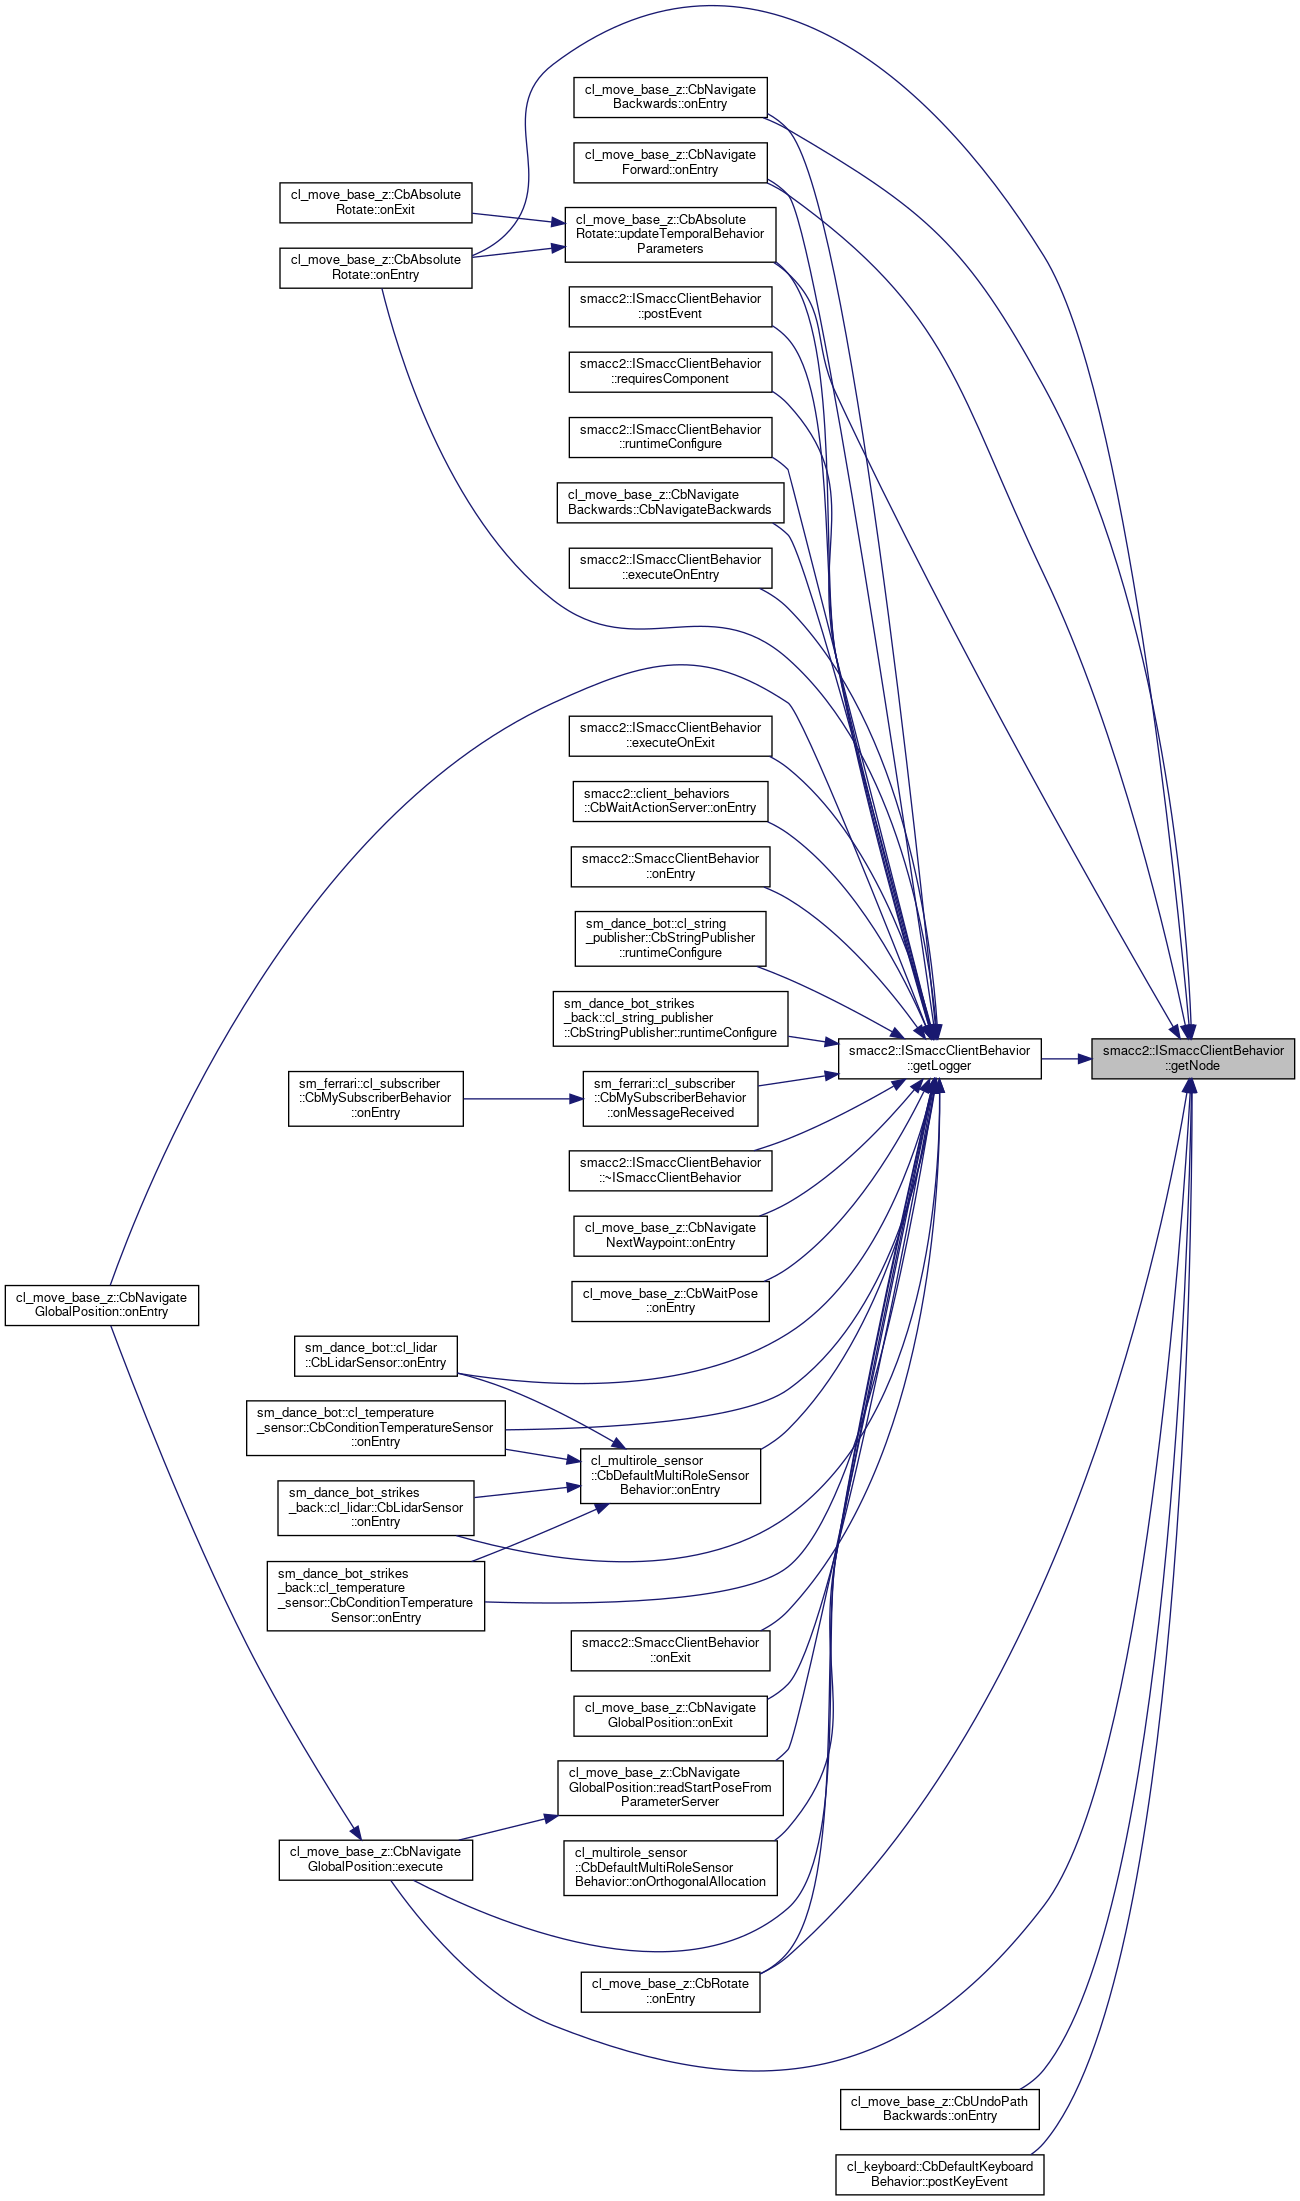 cl_move_base_z::CbNavigate
Backwards::onEntry
cl_move_base_z::CbNavigate
Forward::onEntry
cl_move_base_z::CbAbsolute
Rotate::onExit
cl_move_base_z::CbAbsolute
Rotate::updateTemporalBehavior
Parameters
cl_move_base_z::CbAbsolute
Rotate::onEntry
smacc2::ISmaccClientBehavior
::postEvent
smacc2::ISmaccClientBehavior
::requiresComponent
smacc2::ISmaccClientBehavior
::runtimeConfigure
cl_move_base_z::CbNavigate
Backwards::CbNavigateBackwards
smacc2::ISmaccClientBehavior
::executeOnEntry
smacc2::ISmaccClientBehavior
::executeOnExit
smacc2::client_behaviors
::CbWaitActionServer::onEntry
smacc2::SmaccClientBehavior
::onEntry
sm_dance_bot::cl_string
_publisher::CbStringPublisher
::runtimeConfigure
sm_dance_bot_strikes
_back::cl_string_publisher
::CbStringPublisher::runtimeConfigure
smacc2::ISmaccClientBehavior
::getLogger
smacc2::ISmaccClientBehavior
::getNode
sm_ferrari::cl_subscriber
::CbMySubscriberBehavior
::onEntry
sm_ferrari::cl_subscriber
::CbMySubscriberBehavior
::onMessageReceived
smacc2::ISmaccClientBehavior
::~ISmaccClientBehavior
cl_move_base_z::CbNavigate
NextWaypoint::onEntry
cl_move_base_z::CbWaitPose
::onEntry
cl_move_base_z::CbNavigate
GlobalPosition::onEntry
sm_dance_bot::cl_lidar
::CbLidarSensor::onEntry
sm_dance_bot::cl_temperature
_sensor::CbConditionTemperatureSensor
::onEntry
cl_multirole_sensor
::CbDefaultMultiRoleSensor
Behavior::onEntry
sm_dance_bot_strikes
_back::cl_lidar::CbLidarSensor
::onEntry
sm_dance_bot_strikes
_back::cl_temperature
_sensor::CbConditionTemperature
Sensor::onEntry
smacc2::SmaccClientBehavior
::onExit
cl_move_base_z::CbNavigate
GlobalPosition::onExit
cl_move_base_z::CbNavigate
GlobalPosition::readStartPoseFrom
ParameterServer
cl_move_base_z::CbNavigate
GlobalPosition::execute
cl_multirole_sensor
::CbDefaultMultiRoleSensor
Behavior::onOrthogonalAllocation
cl_move_base_z::CbRotate
::onEntry
cl_move_base_z::CbUndoPath
Backwards::onEntry
cl_keyboard::CbDefaultKeyboard
Behavior::postKeyEvent